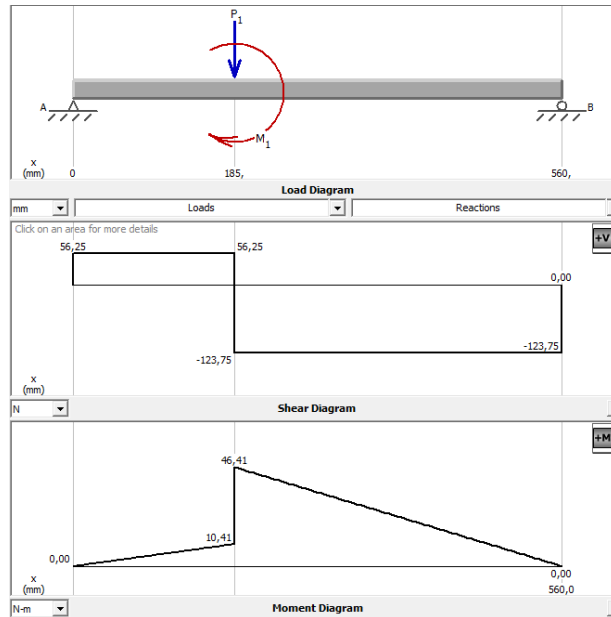 P1
A
B
M1
x
(mm)
0
185,
560,
Load Diagram
mm
Loads
Reactions
Click on an area for more details
+V
56,25
56,25
0,00
-123,75
-123,75
x
(mm)
N
Shear Diagram
+M
46,41
10,41
0,00
0,00
x
(mm)
560,0
N-m
Moment Diagram